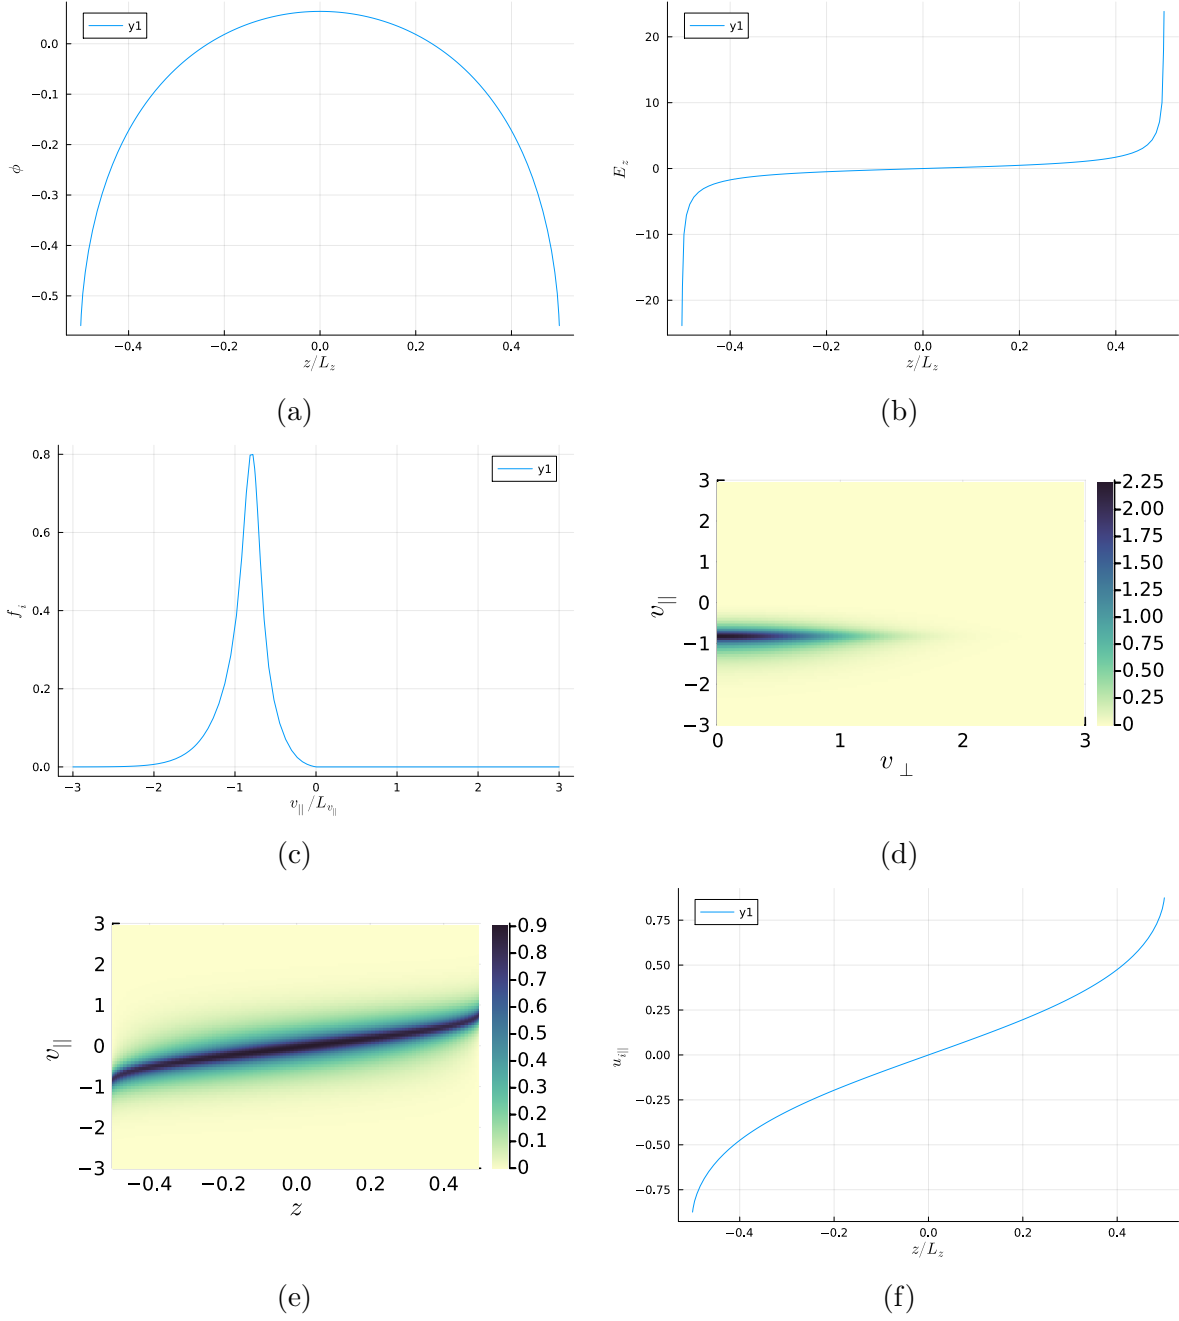 y1
0.0
−0.1
−0.2
−0.3
−0.4
−0.5
ϕ
−0.4 −0.2 0.0 0.2 0.4
z/L_z
(a)
y1
20
10
0
−10
−20
E_z
−0.4 −0.2 0.0 0.2 0.4
z/L_z
(b)
y1
0.8
0.6
0.4
0.2
0.0
f_i
−3 −2 −1 0 1 2 3
v_||/L_{v_||}
(c)
3
2
1
0
−1
−2
−3
v_||
0 1 2 3
v_⊥
2.25
2.00
1.75
1.50
1.25
1.00
0.75
0.50
0.25
0
(d)
3
2
1
0
−1
−2
−3
v_||
−0.4 −0.2 0.0 0.2 0.4
z
0.9
0.8
0.7
0.6
0.5
0.4
0.3
0.2
0.1
0
(e)
y1
0.75
0.50
0.25
0.00
−0.25
−0.50
−0.75
u_{i||}
−0.4 −0.2 0.0 0.2 0.4
z/L_z
(f)